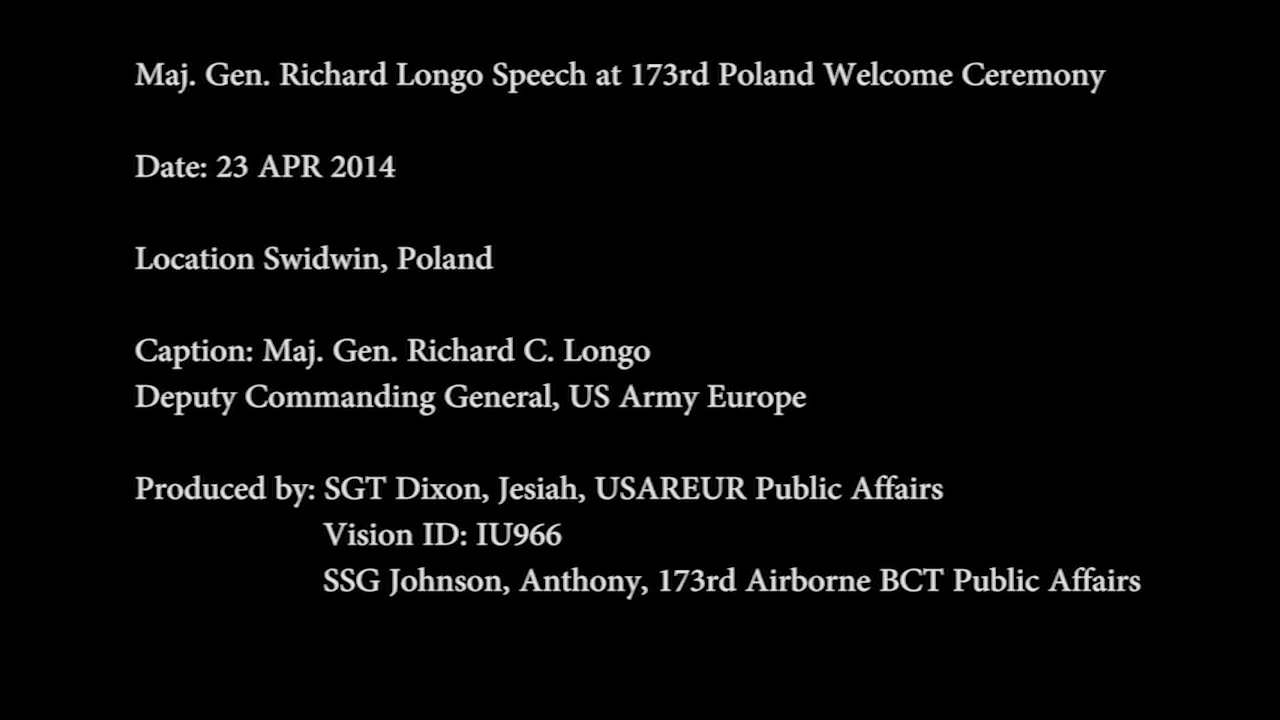 Maj. Gen. Richard Longo Speech at 173rd Poland Welcome Ceremony
Date: 23 APR 2014
Location Swidwin, Poland
Caption: Maj. Gen. Richard C. Longo
Deputy Commanding General, US Army Europe
Produced by: SGT Dixon, Jesiah, USAREUR Public Affairs
Vision ID: IU966
SSG Johnson, Anthony, 173rd Airborne BCT Public Affairs